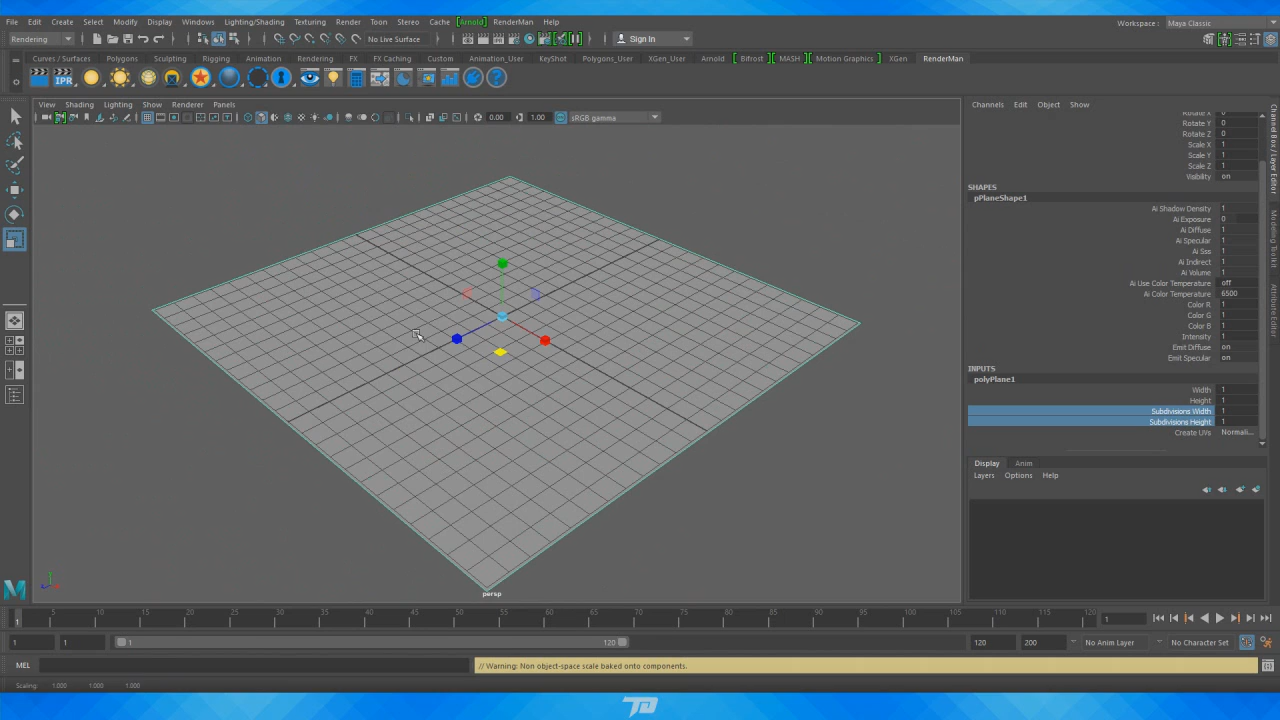 File Edit Create Select Modify Display Windows Lighting/Shading Texturing Render Toon Stereo Cache [Arnold] RenderMan Help
Workspace : Maya Classic
Rendering No Live Surface Sign In
Curves / Surfaces Polygons Sculpting Rigging Animation Rendering FX FX Caching Custom Animation_User KeyShot Polygons_User XGen_User Arnold Bifrost MASH Motion Graphics XGen RenderMan
IPR
View Shading Lighting Show Renderer Panels
0.00 1.00 sRGB gamma
Channels Edit Object Show
Rotate X 0
Rotate Y 0
Rotate Z 0
Scale X 1
Scale Y 1
Scale Z 1
Visibility on
SHAPES
pPlaneShape1
Ai Shadow Density 1
Ai Exposure 0
Ai Diffuse 1
Ai Specular 1
Ai Sss 1
Ai Indirect 1
Ai Volume 1
Ai Use Color Temperature off
Ai Color Temperature 6500
Color R 1
Color G 1
Color B 1
Intensity 1
Emit Diffuse on
Emit Specular on
INPUTS
polyPlane1
Width 1
Height 1
Subdivisions Width 1
Subdivisions Height 1
Create UVs Normali...
Display Anim
Layers Options Help
Channel Box / Layer Editor
Modeling Toolkit
Attribute Editor
persp
1 5 10 15 20 25 30 35 40 45 50 55 60 65 70 75 80 85 90 95 100 105 110 115 120 1
1 1 1 120 120 200 No Anim Layer No Character Set
MEL // Warning: Non object-space scale baked onto components.
Scaling: 1.000 1.000 1.000